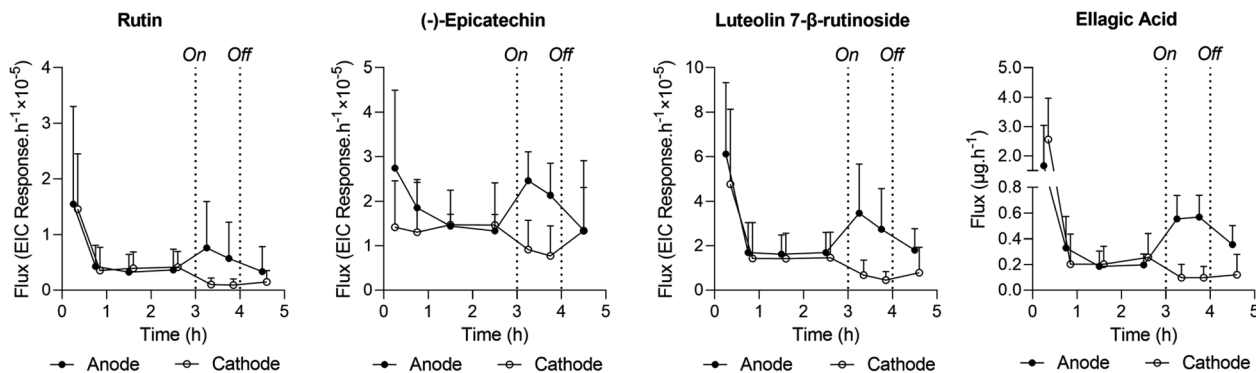 Rutin
On Off
Flux (EIC Response.h⁻¹×10⁻⁵)
5
4
3
2
1
0
0 1 2 3 4 5
Time (h)
Anode Cathode
(-)-Epicatechin
On Off
Flux (EIC Response.h⁻¹×10⁻⁵)
5
4
3
2
1
0
0 1 2 3 4 5
Time (h)
Anode Cathode
Luteolin 7-β-rutinoside
On Off
Flux (EIC Response.h⁻¹×10⁻⁵)
10
8
6
4
2
0
0 1 2 3 4 5
Time (h)
Anode Cathode
Ellagic Acid
On Off
Flux (µg.h⁻¹)
5.0
4.0
3.0
2.0
1.0
0.8
0.6
0.4
0.2
0.0
0 1 2 3 4 5
Time (h)
Anode Cathode